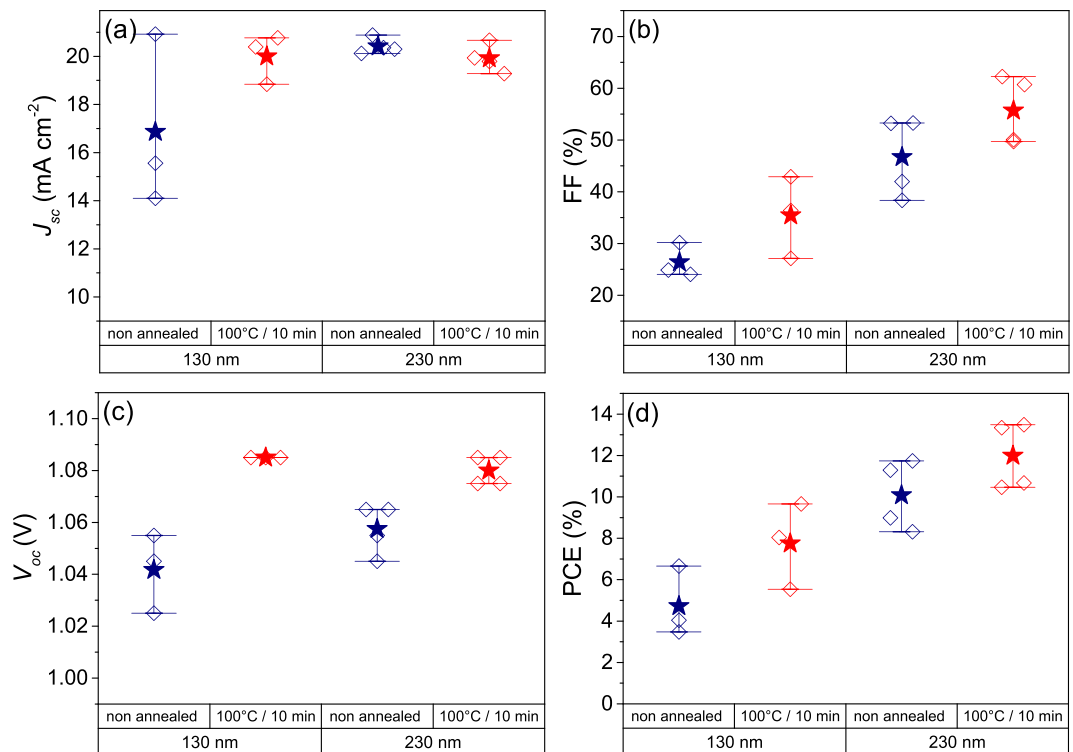 (a)
J_sc (mA cm⁻²)
20
18
16
14
12
10
non annealed 100°C / 10 min non annealed 100°C / 10 min
130 nm 230 nm
(b)
FF (%)
70
60
50
40
30
20
non annealed 100°C / 10 min non annealed 100°C / 10 min
130 nm 230 nm
(c)
V_oc (V)
1.10
1.08
1.06
1.04
1.02
1.00
non annealed 100°C / 10 min non annealed 100°C / 10 min
130 nm 230 nm
(d)
PCE (%)
14
12
10
8
6
4
2
0
non annealed 100°C / 10 min non annealed 100°C / 10 min
130 nm 230 nm